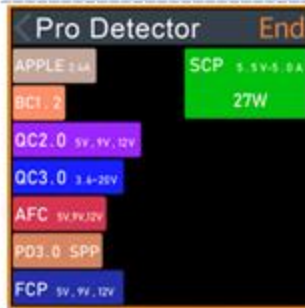 Pro Detector End
APPLE 2.4A
SCP 5.5V-5.0A
27W
BC1.2
QC2.0 5V,9V,12V
QC3.0 3.6-20V
AFC 5V,9V,12V
PD3.0 SPP
FCP 5V,9V,12V